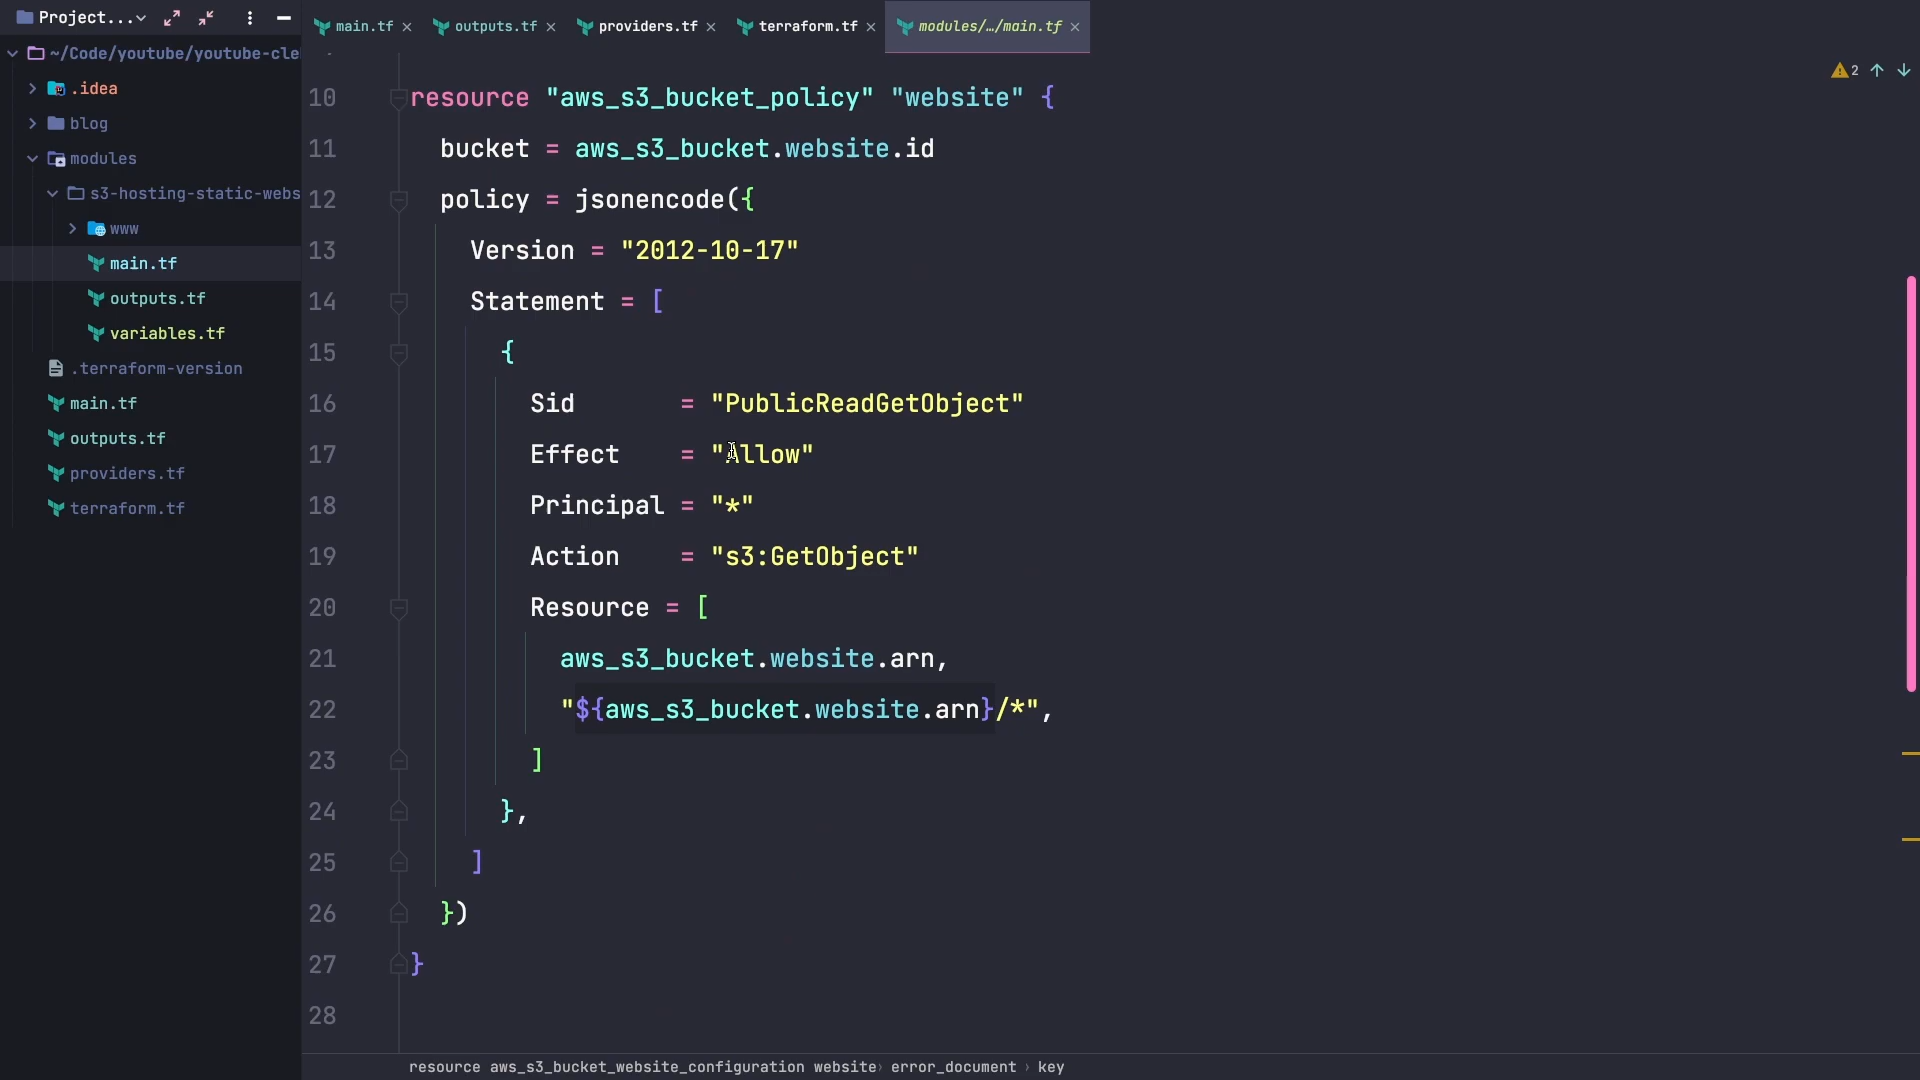 Project...
~/Code/youtube/youtube-cle
.idea
blog
modules
s3-hosting-static-webs
www
main.tf
outputs.tf
variables.tf
.terraform-version
main.tf
outputs.tf
providers.tf
terraform.tf
main.tf × outputs.tf × providers.tf × terraform.tf × modules/…/main.tf ×
2
10 resource "aws_s3_bucket_policy" "website" {
11 bucket = aws_s3_bucket.website.id
12 policy = jsonencode({
13 Version = "2012-10-17"
14 Statement = [
15 {
16 Sid = "PublicReadGetObject"
17 Effect = "Allow"
18 Principal = "*"
19 Action = "s3:GetObject"
20 Resource = [
21 aws_s3_bucket.website.arn,
22 "${aws_s3_bucket.website.arn}/*",
23 ]
24 },
25 ]
26 })
27 }
28
resource aws_s3_bucket_website_configuration website › error_document › key